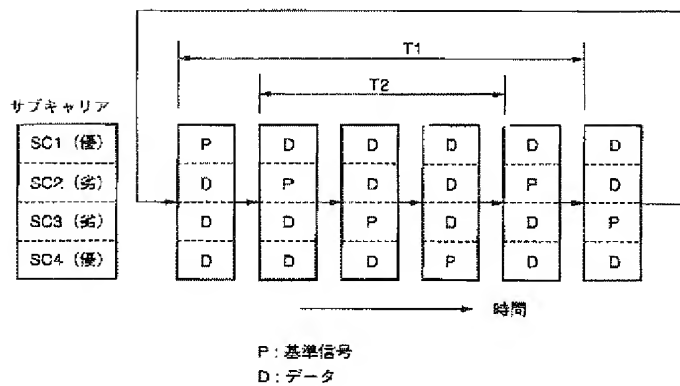 T1
T2
サブキャリア
SC1 (優) P D D D D D
SC2 (劣) D P D D P D
SC3 (劣) D D P D D P
SC4 (優) D D D P D D
時間
P : 基準信号
D : データ